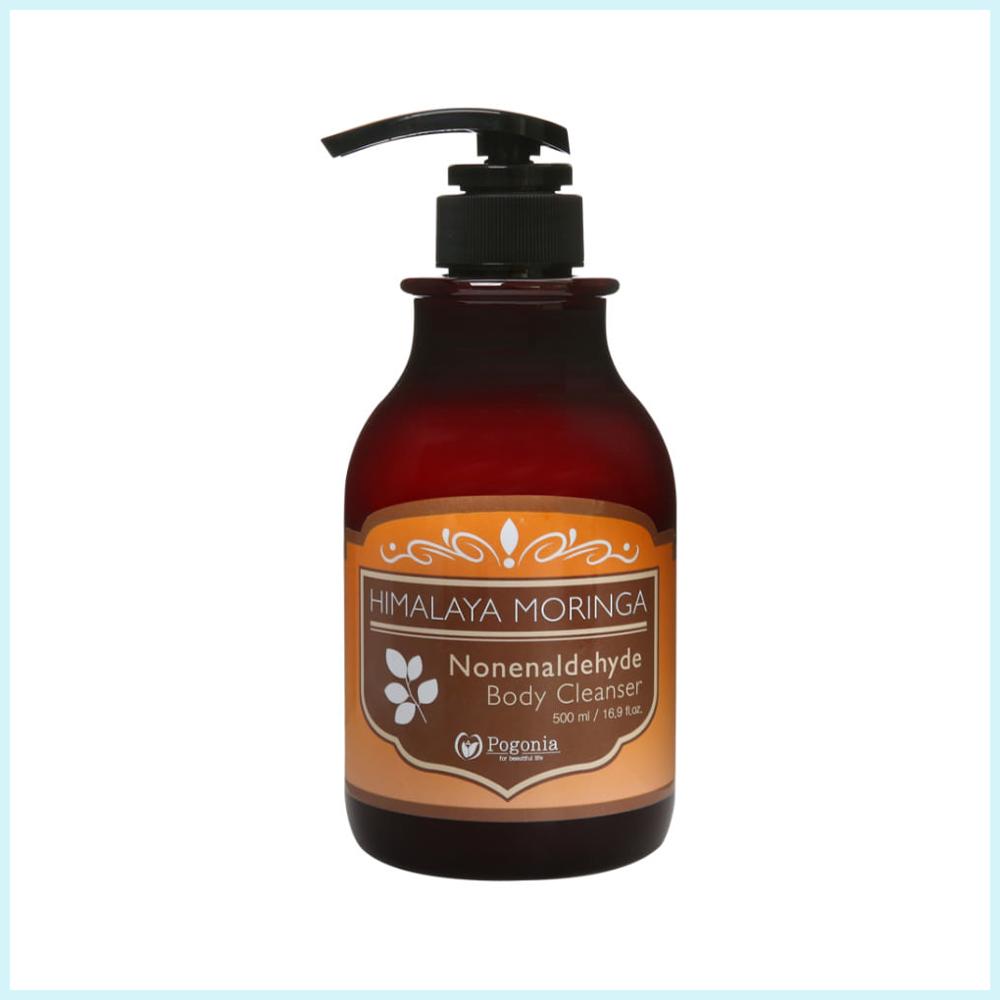 HIMALAYA MORINGA
Nonenaldehyde
Body Cleanser
500 ml / 16,9 fl.oz.
Pogonia
for beautiful life